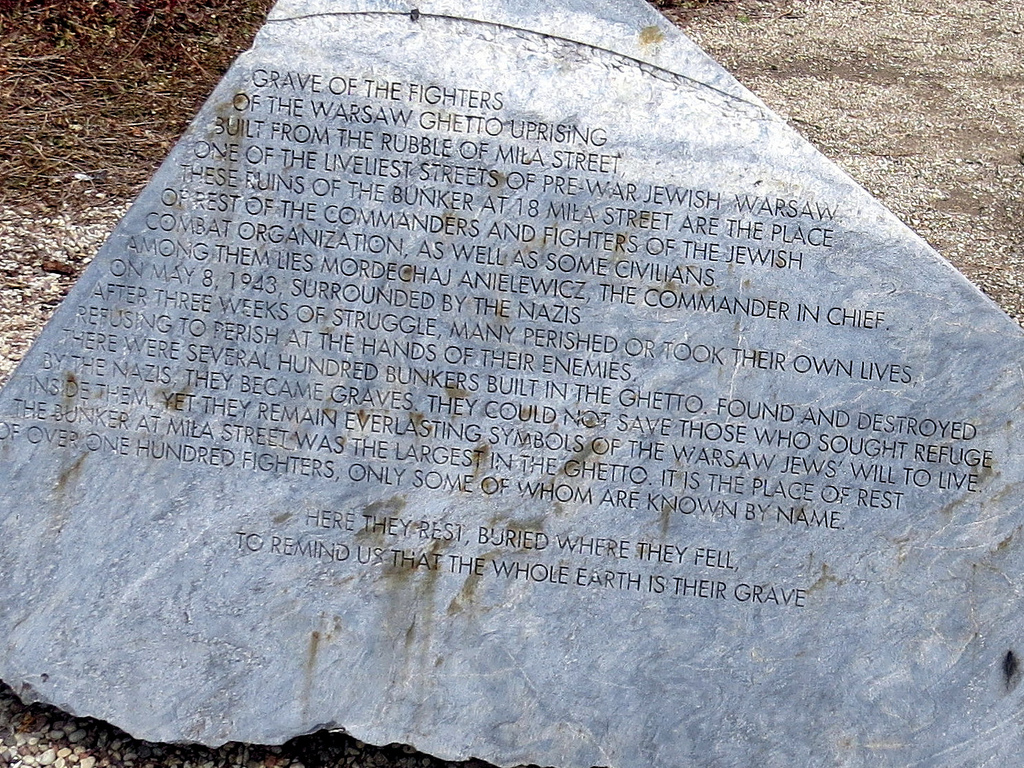 GRAVE OF THE FIGHTERS
OF THE WARSAW GHETTO UPRISING
BUILT FROM THE RUBBLE OF MIŁA STREET,
ONE OF THE LIVELIEST STREETS OF PRE-WAR JEWISH WARSAW
THESE RUINS OF THE BUNKER AT 18 MIŁA STREET ARE THE PLACE
OF REST OF THE COMMANDERS AND FIGHTERS OF THE JEWISH
COMBAT ORGANIZATION, AS WELL AS SOME CIVILIANS.
AMONG THEM LIES MORDECHAJ ANIELEWICZ, THE COMMANDER IN CHIEF.
ON MAY 8, 1943, SURROUNDED BY THE NAZIS
AFTER THREE WEEKS OF STRUGGLE, MANY PERISHED OR TOOK THEIR OWN LIVES,
REFUSING TO PERISH AT THE HANDS OF THEIR ENEMIES.
THERE WERE SEVERAL HUNDRED BUNKERS BUILT IN THE GHETTO. FOUND AND DESTROYED
BY THE NAZIS, THEY BECAME GRAVES. THEY COULD NOT SAVE THOSE WHO SOUGHT REFUGE
INSIDE THEM, YET THEY REMAIN EVERLASTING SYMBOLS OF THE WARSAW JEWS' WILL TO LIVE.
THE BUNKER AT MIŁA STREET WAS THE LARGEST IN THE GHETTO. IT IS THE PLACE OF REST
OF OVER ONE HUNDRED FIGHTERS, ONLY SOME OF WHOM ARE KNOWN BY NAME.
HERE THEY REST, BURIED WHERE THEY FELL,
TO REMIND US THAT THE WHOLE EARTH IS THEIR GRAVE